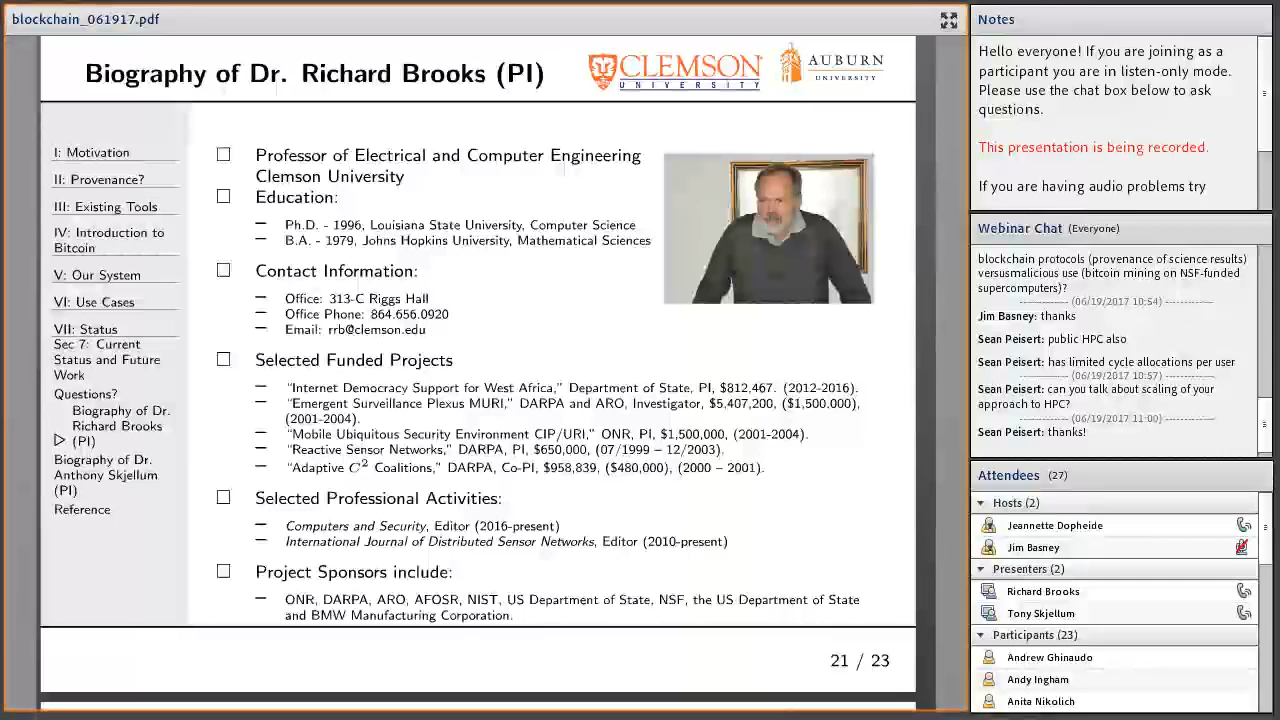 blockchain_061917.pdf
Biography of Dr. Richard Brooks (PI)
CLEMSON
UNIVERSITY
AUBURN
UNIVERSITY
I: Motivation
II: Provenance?
III: Existing Tools
IV: Introduction to
Bitcoin
V: Our System
VI: Use Cases
VII: Status
Sec 7: Current
Status and Future
Work
Questions?
Biography of Dr.
Richard Brooks
▷ (PI)
Biography of Dr.
Anthony Skjellum
(PI)
Reference
Professor of Electrical and Computer Engineering
Clemson University
Education:
– Ph.D. - 1996, Louisiana State University, Computer Science
– B.A. - 1979, Johns Hopkins University, Mathematical Sciences
Contact Information:
– Office: 313-C Riggs Hall
– Office Phone: 864.656.0920
– Email: rrb@clemson.edu
Selected Funded Projects
– “Internet Democracy Support for West Africa,” Department of State, PI, $812,467. (2012-2016).
– “Emergent Surveillance Plexus MURI,” DARPA and ARO, Investigator, $5,407,200, ($1,500,000),
(2001-2004).
– “Mobile Ubiquitous Security Environment CIP/URI,” ONR, PI, $1,500,000, (2001-2004).
– “Reactive Sensor Networks,” DARPA, PI, $650,000, (07/1999 – 12/2003).
– “Adaptive C² Coalitions,” DARPA, Co-PI, $958,839, ($480,000), (2000 – 2001).
Selected Professional Activities:
– Computers and Security, Editor (2016-present)
– International Journal of Distributed Sensor Networks, Editor (2010-present)
Project Sponsors include:
– ONR, DARPA, ARO, AFOSR, NIST, US Department of State, NSF, the US Department of State
and BMW Manufacturing Corporation.
21 / 23
Notes
Hello everyone! If you are joining as a
participant you are in listen-only mode.
Please use the chat box below to ask
questions.
This presentation is being recorded.
If you are having audio problems try
Webinar Chat (Everyone)
blockchain protocols (provenance of science results)
versusmalicious use (bitcoin mining on NSF-funded
supercomputers)?
------------------ (06/19/2017 10:54) ------------------
Jim Basney: thanks
Sean Peisert: public HPC also
Sean Peisert: has limited cycle allocations per user
------------------ (06/19/2017 10:57) ------------------
Sean Peisert: can you talk about scaling of your
approach to HPC?
------------------ (06/19/2017 11:00) ------------------
Sean Peisert: thanks!
Attendees (27)
Hosts (2)
Jeannette Dopheide
Jim Basney
Presenters (2)
Richard Brooks
Tony Skjellum
Participants (23)
Andrew Ghinaudo
Andy Ingham
Anita Nikolich